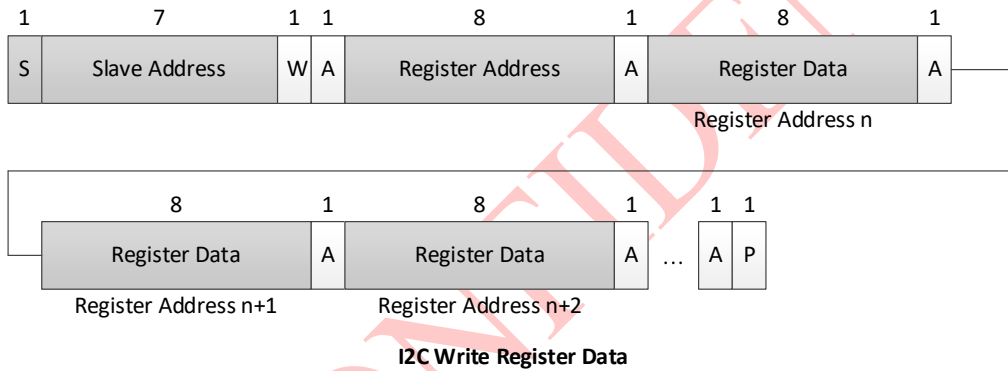 1 7 1 1 8 1 8 1
S Slave Address W A Register Address A Register Data A
Register Address n
8 1 8 1 1 1
Register Data A Register Data A ... A P
Register Address n+1 Register Address n+2
I2C Write Register Data